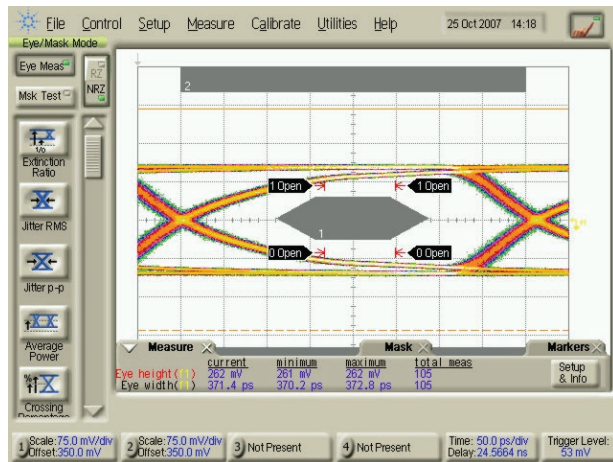 File Control Setup Measure Calibrate Utilities Help 25 Oct 2007 14:18
Eye/Mask Mode
Eye Meas
RZ
NRZ
Msk Test
Extinction
Ratio
Jitter RMS
Jitter p-p
Average
Power
Crossing
Percentage
2
1 Open 1 Open
1
0 Open 0 Open
Measure Mask Markers
current minimum maximum total meas
Eye height(f1) 262 mV 261 mV 262 mV 105
Eye width(f1) 371.4 ps 370.2 ps 372.8 ps 105
Setup
& Info
1 Scale:75.0 mV/div
Offset:350.0 mV
2 Scale:75.0 mV/div
Offset:350.0 mV
3 Not Present
4 Not Present
Time: 50.0 ps/div
Delay:24.5664 ns
Trigger Level:
53 mV